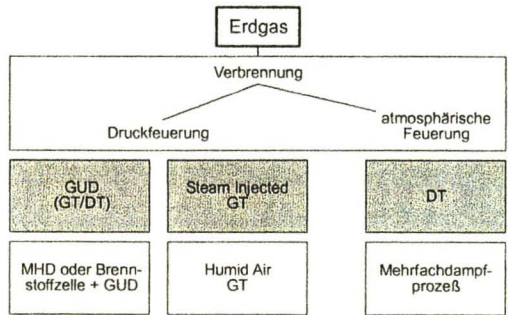 Erdgas
Verbrennung
Druckfeuerung
atmosphärische
Feuerung
GUD
(GT/DT)
Steam Injected
GT
DT
MHD oder Brenn-
stoffzelle + GUD
Humid Air
GT
Mehrfachdampf-
prozeß